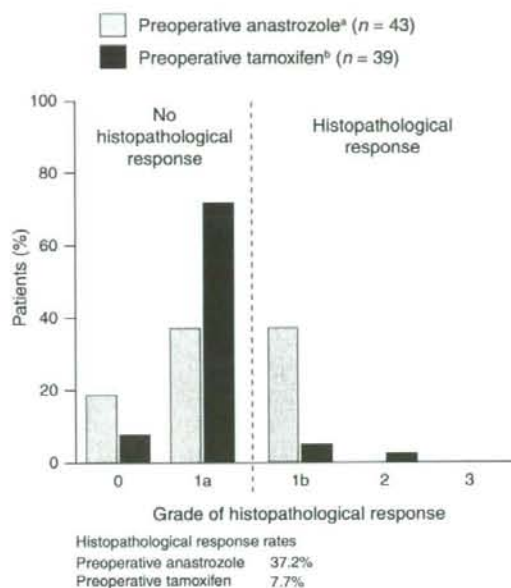 Preoperative anastrozoleᵃ (n = 43)
Preoperative tamoxifenᵇ (n = 39)
No
histopathological
response
Histopathological
response
100
80
60
40
20
0
Patients (%)
0 1a 1b 2 3
Grade of histopathological response
Histopathological response rates
Preoperative anastrozole 37.2%
Preoperative tamoxifen 7.7%